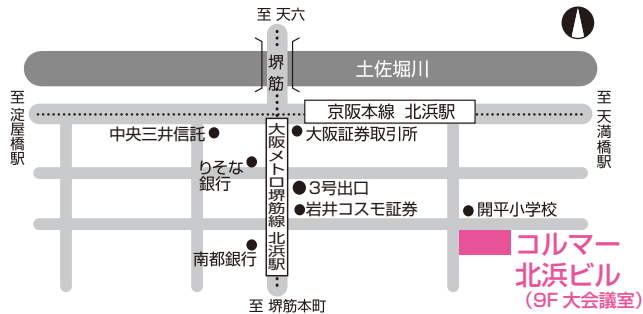 至 天六
堺筋
土佐堀川
至 淀屋橋駅
京阪本線 北浜駅
至 天満橋駅
中央三井信託
大阪証券取引所
大阪メトロ堺筋線 北浜駅
りそな
銀行
3号出口
岩井コスモ証券
開平小学校
南都銀行
コルマー
北浜ビル
（9F 大会議室）
至 堺筋本町